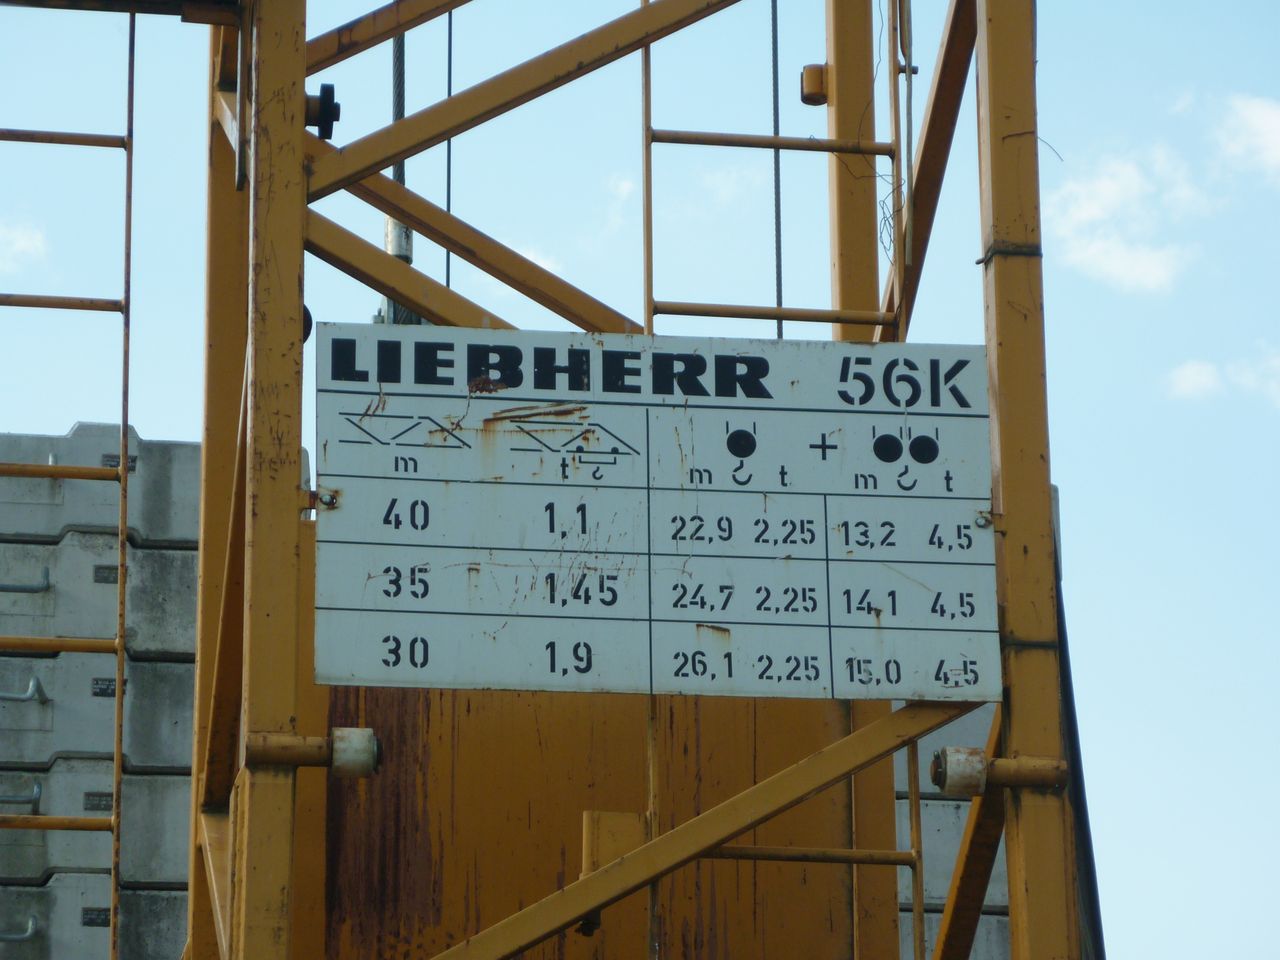 LIEBHERR 56K
m t m t + m t
40 1,1 22,9 2,25 13,2 4,5
35 1,45 24,7 2,25 14,1 4,5
30 1,9 26,1 2,25 15,0 4,5